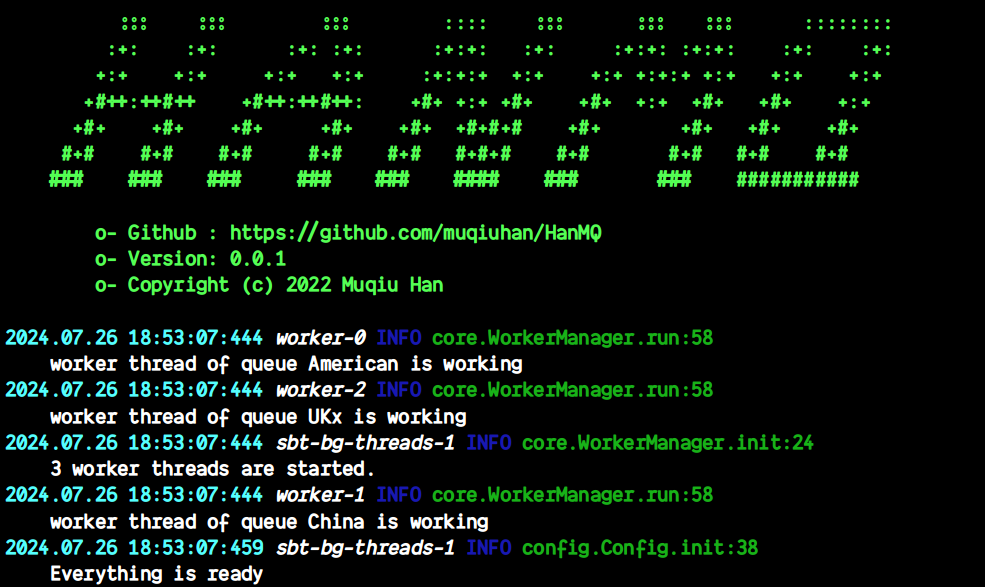 o- Github : https://github.com/muqiuhan/HanMQ
o- Version: 0.0.1
o- Copyright (c) 2022 Muqiu Han
2024.07.26 18:53:07:444 worker-0 INFO core.WorkerManager.run:58
worker thread of queue American is working
2024.07.26 18:53:07:444 worker-2 INFO core.WorkerManager.run:58
worker thread of queue UKx is working
2024.07.26 18:53:07:444 sbt-bg-threads-1 INFO core.WorkerManager.init:24
3 worker threads are started.
2024.07.26 18:53:07:444 worker-1 INFO core.WorkerManager.run:58
worker thread of queue China is working
2024.07.26 18:53:07:459 sbt-bg-threads-1 INFO config.Config.init:38
Everything is ready